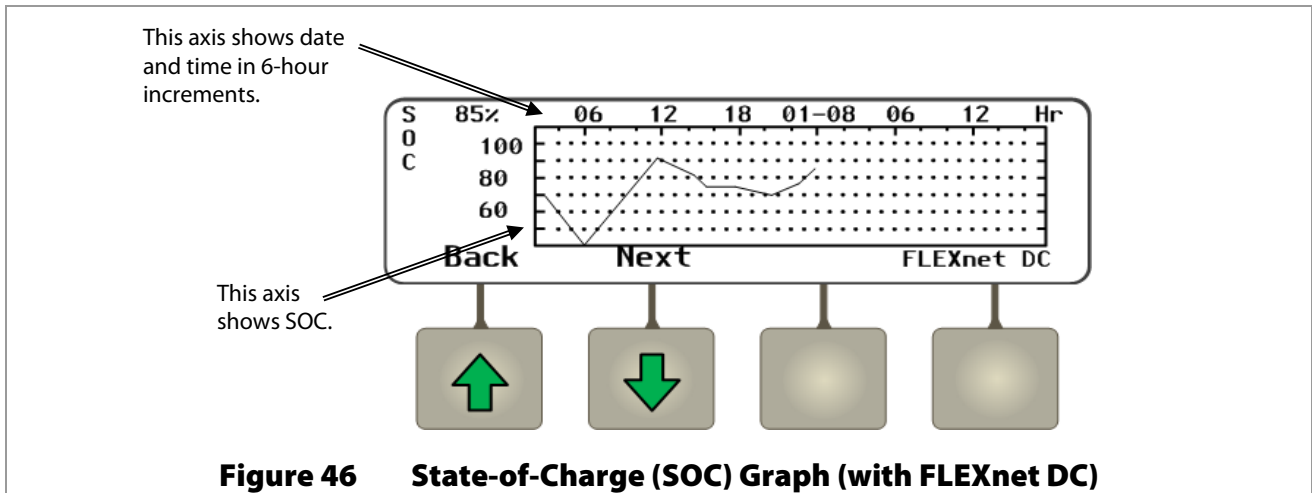 This axis shows date
and time in 6-hour
increments.
SOC 85% 06 12 18 01-08 06 12 Hr
100
80
60
Back Next FLEXnet DC
This axis
shows SOC.
Figure 46 State-of-Charge (SOC) Graph (with FLEXnet DC)